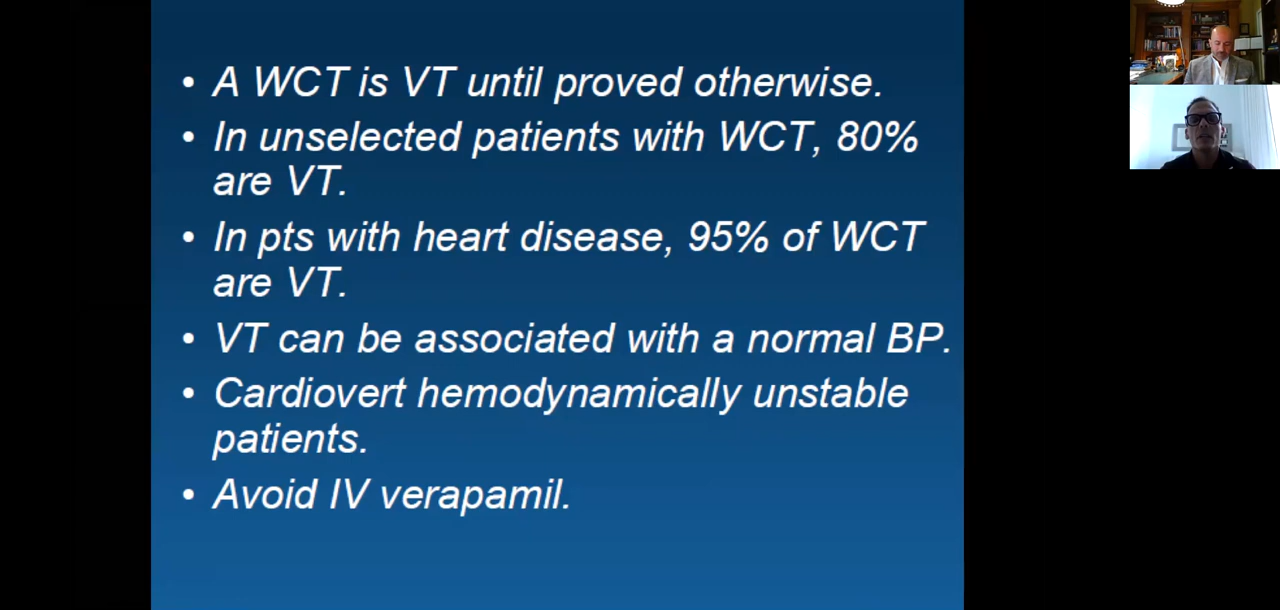 • A WCT is VT until proved otherwise.
• In unselected patients with WCT, 80%
are VT.
• In pts with heart disease, 95% of WCT
are VT.
• VT can be associated with a normal BP.
• Cardiovert hemodynamically unstable
patients.
• Avoid IV verapamil.